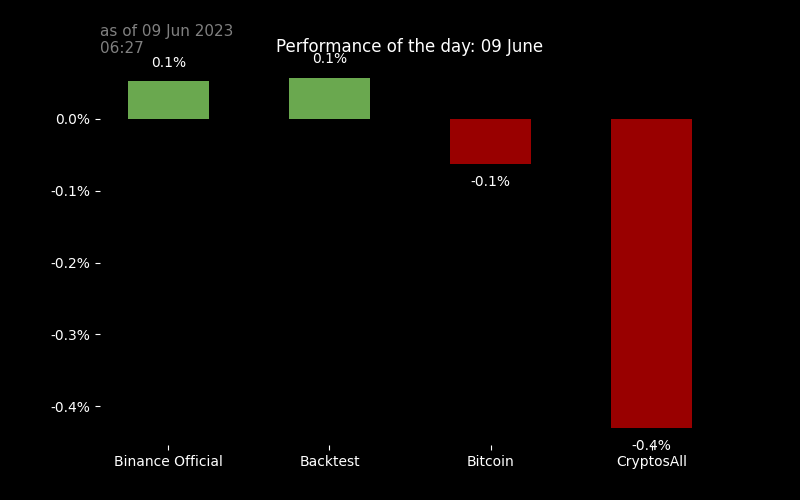 as of 09 Jun 2023
06:27
Performance of the day: 09 June
0.1%
0.1%
0.0%
-0.1%
-0.1%
-0.2%
-0.3%
-0.4%
-0.4%
Binance Official
Backtest
Bitcoin
CryptosAll